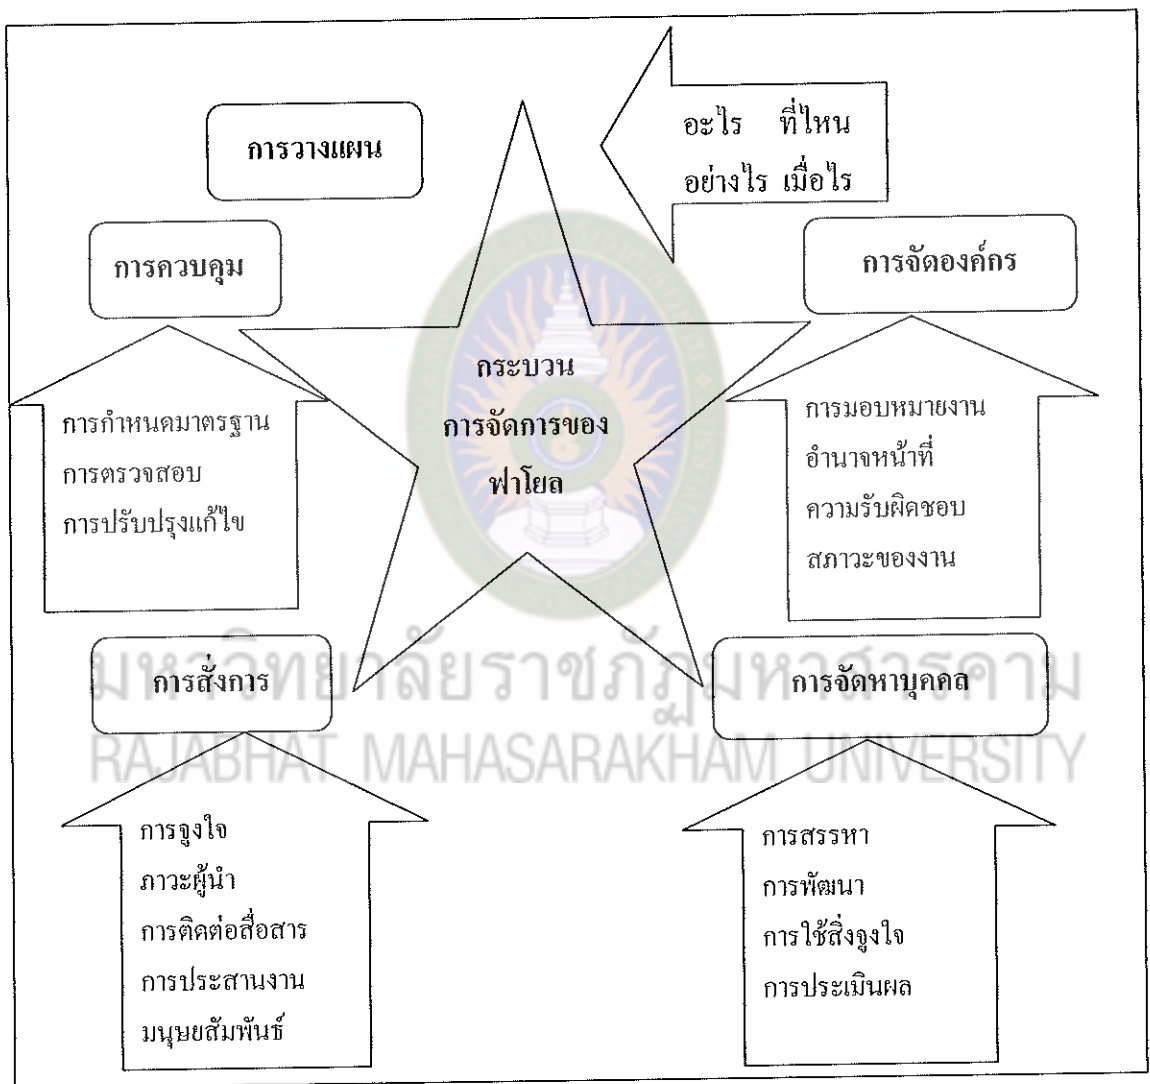 การวางแผน
อะไร ที่ไหน
อย่างไร เมื่อไร
การควบคุม
การจัดองค์กร
กระบวน
การจัดการของ
ฟาโยล
การกำหนดมาตรฐาน
การตรวจสอบ
การปรับปรุงแก้ไข
การมอบหมายงาน
อำนาจหน้าที่
ความรับผิดชอบ
สภาวะของงาน
มหาวิทยาลัยราชภัฏมหาสารคาม
RAJABHAT MAHASARAKHAM UNIVERSITY
การสั่งการ
การจัดหาบุคคล
การจูงใจ
ภาวะผู้นำ
การติดต่อสื่อสาร
การประสานงาน
มนุษยสัมพันธ์
การสรรหา
การพัฒนา
การใช้สิ่งจูงใจ
การประเมินผล